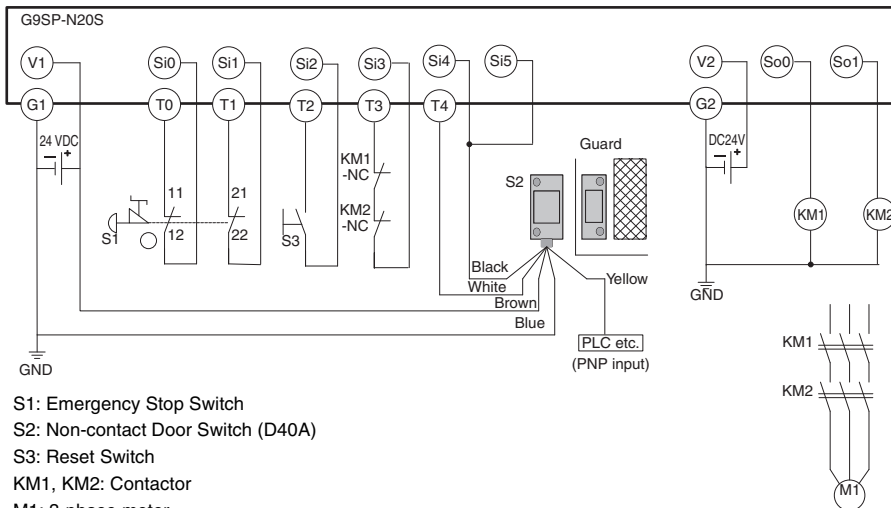 G9SP-N20S
V1 Si0 Si1 Si2 Si3 Si4 Si5 V2 So0 So1
G1 T0 T1 T2 T3 T4 G2
24 VDC
DC24V
Guard
KM1
-NC
S2
11 21
KM2
-NC
KM1 KM2
S1 12 22 S3
Black
White
Yellow
Brown
Blue
GND
PLC etc.
(PNP input)
GND
KM1
KM2
M1
S1: Emergency Stop Switch
S2: Non-contact Door Switch (D40A)
S3: Reset Switch
KM1, KM2: Contactor